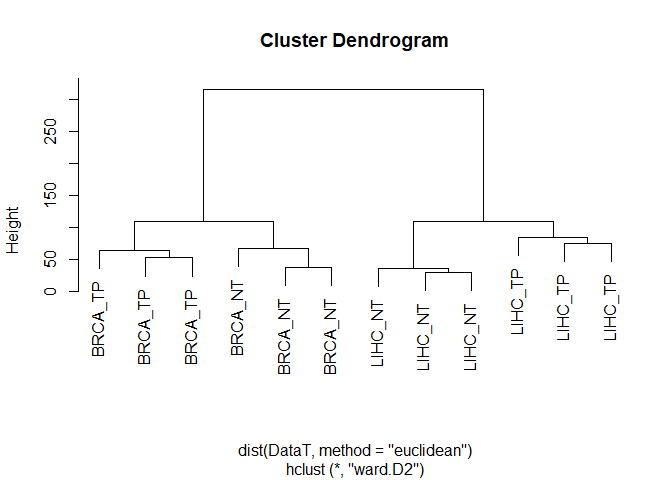 Cluster Dendrogram
Height
250
150
50
0
BRCA_TP
BRCA_TP
BRCA_TP
BRCA_NT
BRCA_NT
BRCA_NT
LIHC_NT
LIHC_NT
LIHC_NT
LIHC_TP
LIHC_TP
LIHC_TP
dist(DataT, method = "euclidean")
hclust (*, "ward.D2")